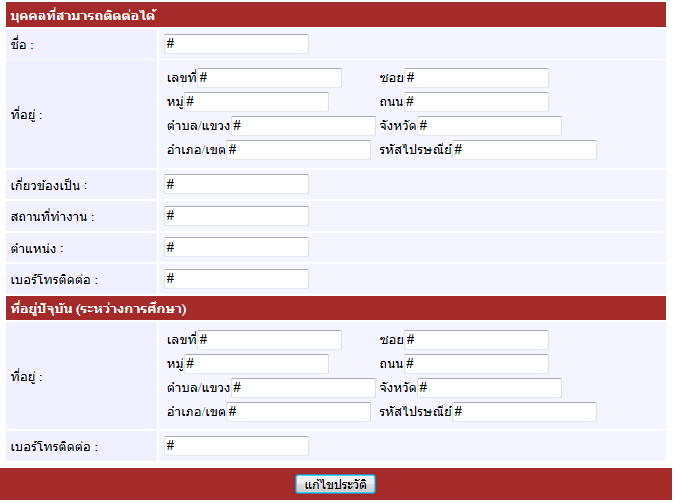 บุคคลที่สามารถติดต่อได้
ชื่อ : #
เลขที่ # ซอย #
หมู่ # ถนน #
ที่อยู่ :
ตำบล/แขวง # จังหวัด #
อำเภอ/เขต # รหัสไปรษณีย์ #
เกี่ยวข้องเป็น : #
สถานที่ทำงาน : #
ตำแหน่ง : #
เบอร์โทรติดต่อ : #
ที่อยู่ปัจุบัน (ระหว่างการศึกษา)
เลขที่ # ซอย #
หมู่ # ถนน #
ที่อยู่ :
ตำบล/แขวง # จังหวัด #
อำเภอ/เขต # รหัสไปรษณีย์ #
เบอร์โทรติดต่อ : #
แก้ไขประวัติ